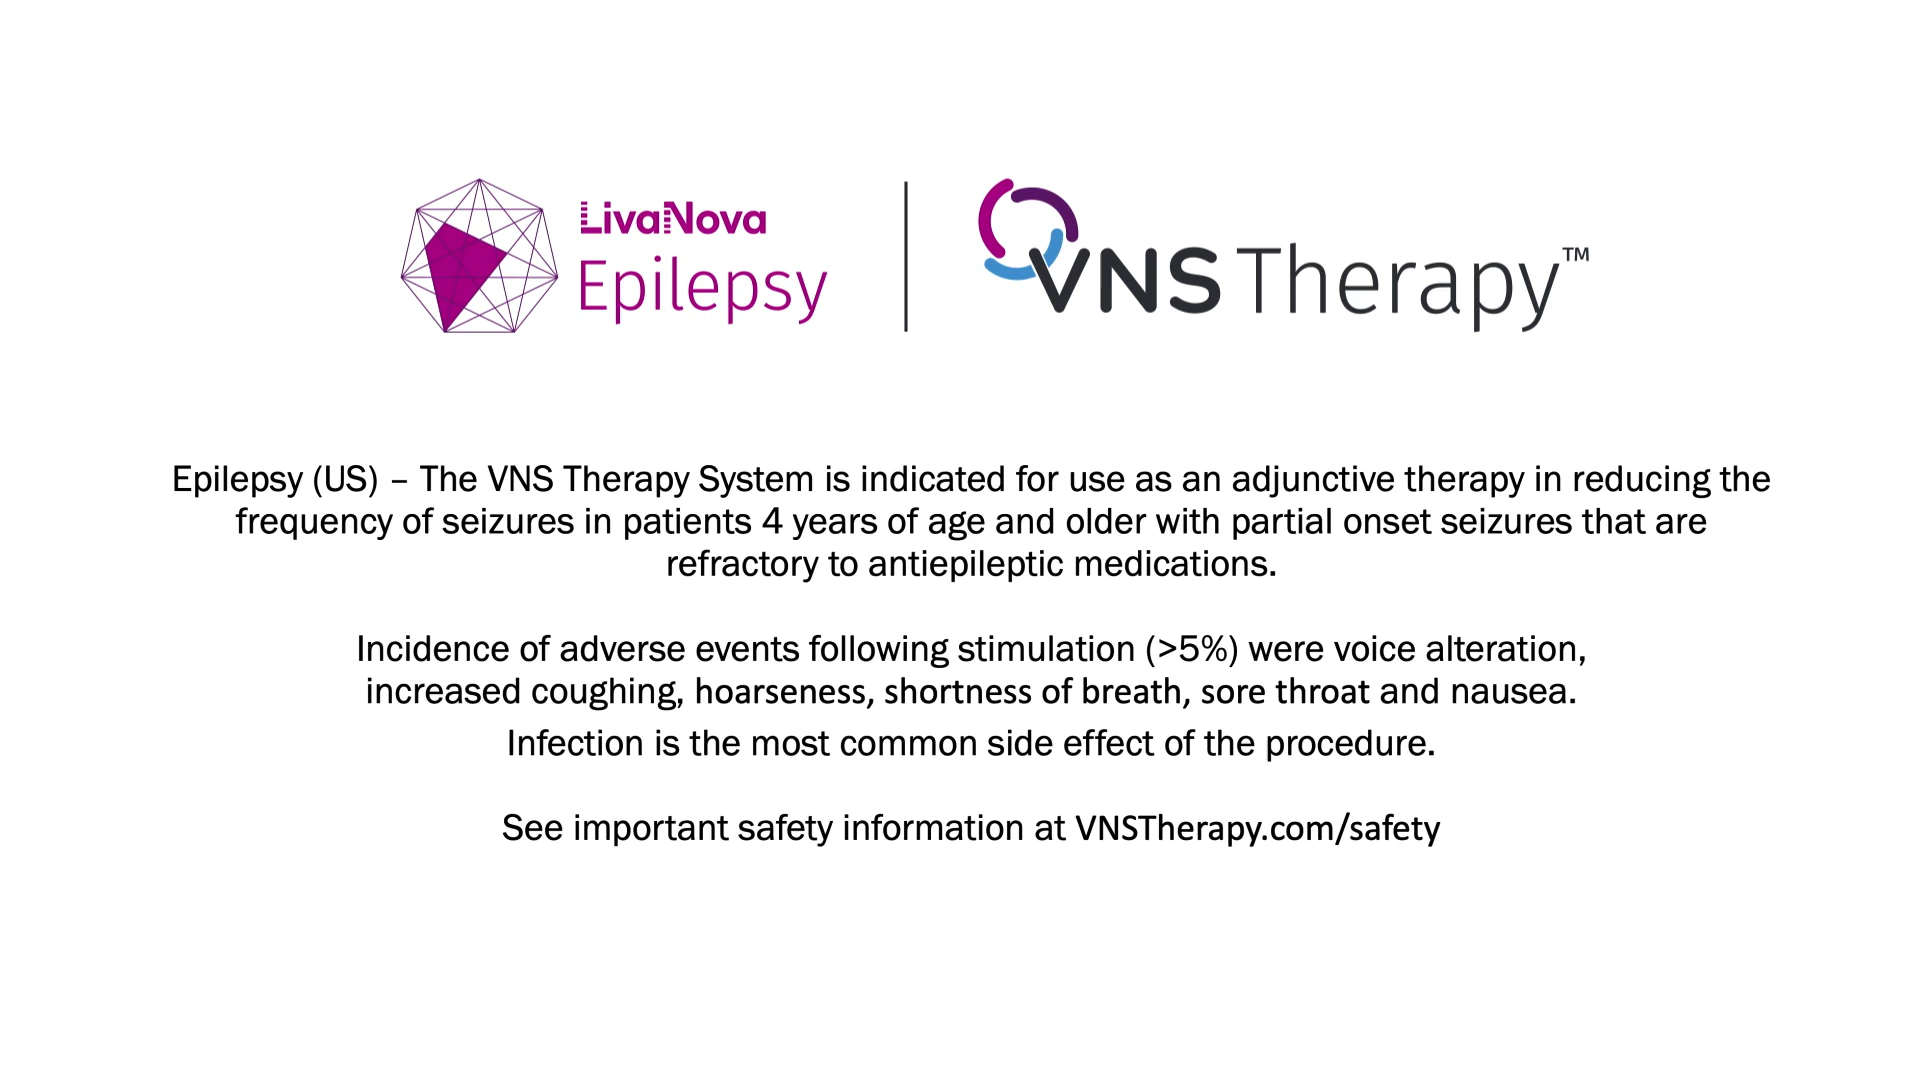 LivaNova
Epilepsy
VNS Therapy™
Epilepsy (US) – The VNS Therapy System is indicated for use as an adjunctive therapy in reducing the
frequency of seizures in patients 4 years of age and older with partial onset seizures that are
refractory to antiepileptic medications.
Incidence of adverse events following stimulation (>5%) were voice alteration,
increased coughing, hoarseness, shortness of breath, sore throat and nausea.
Infection is the most common side effect of the procedure.
See important safety information at VNSTherapy.com/safety